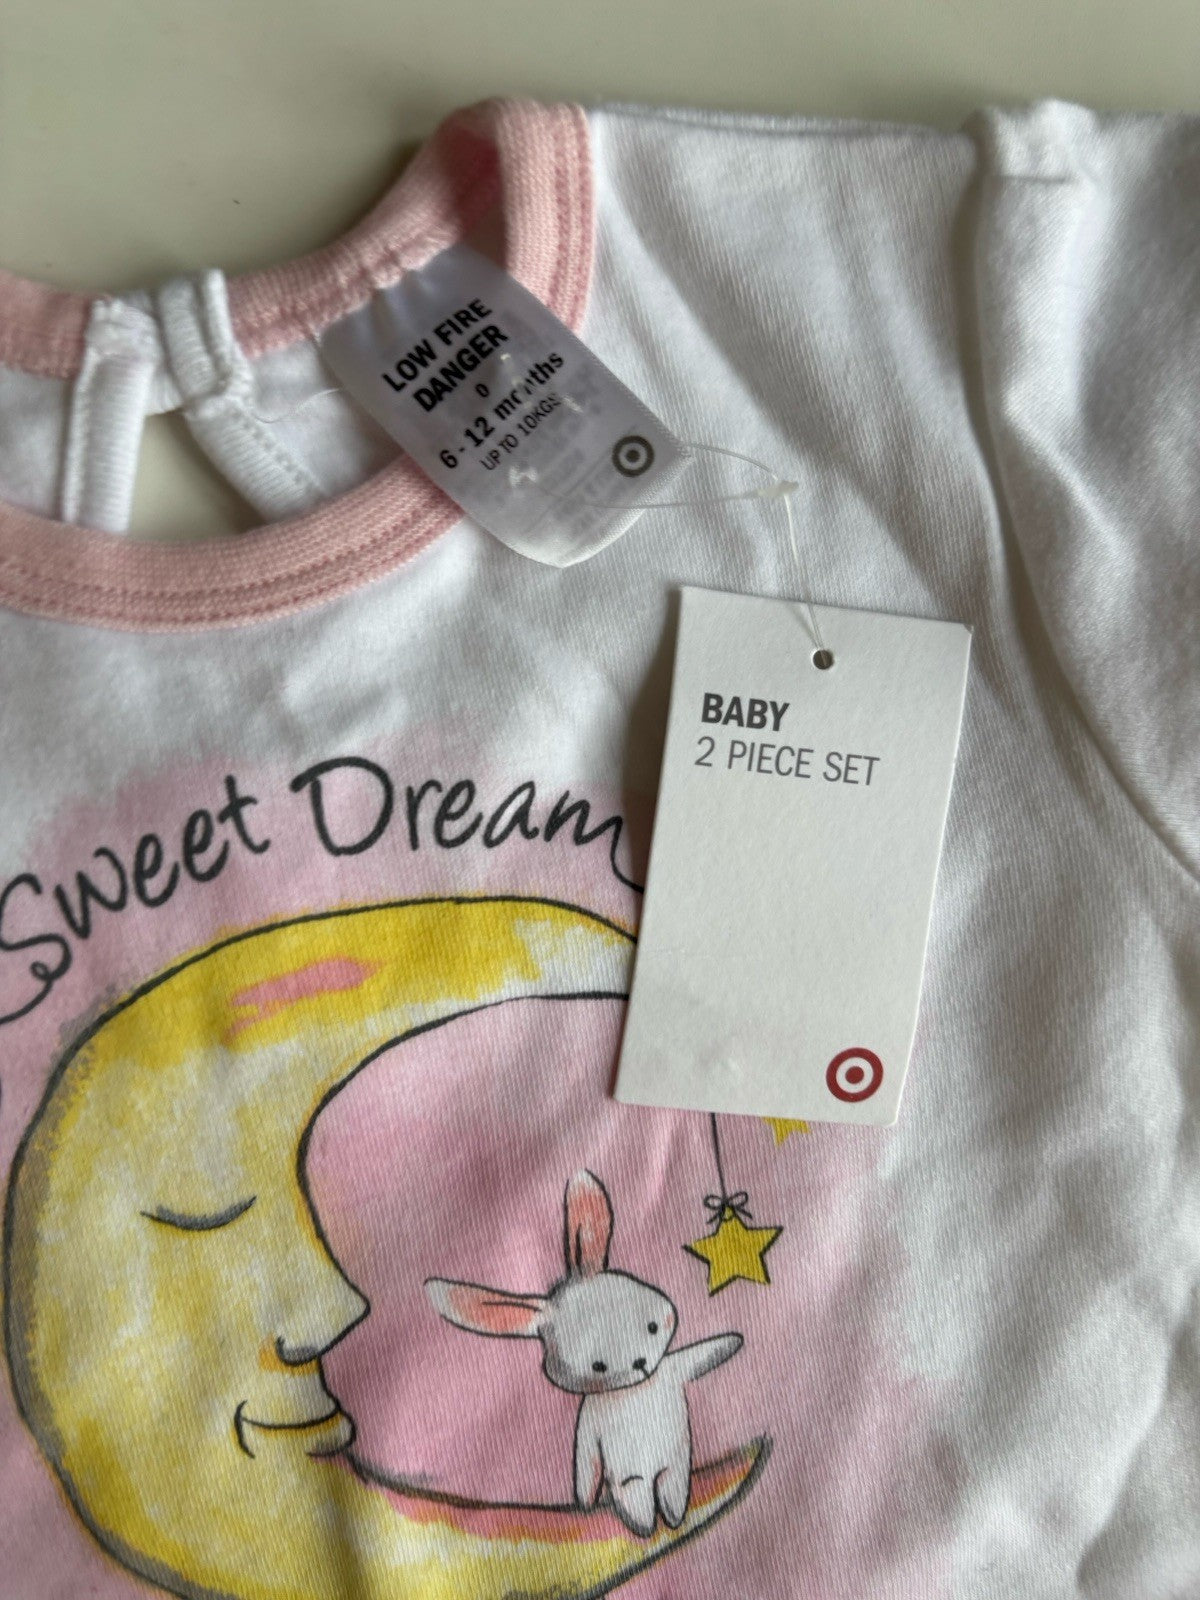 LOW FIRE
DANGER
0
6 - 12 months
UP TO 10KGS
BABY
2 PIECE SET
Sweet Dream